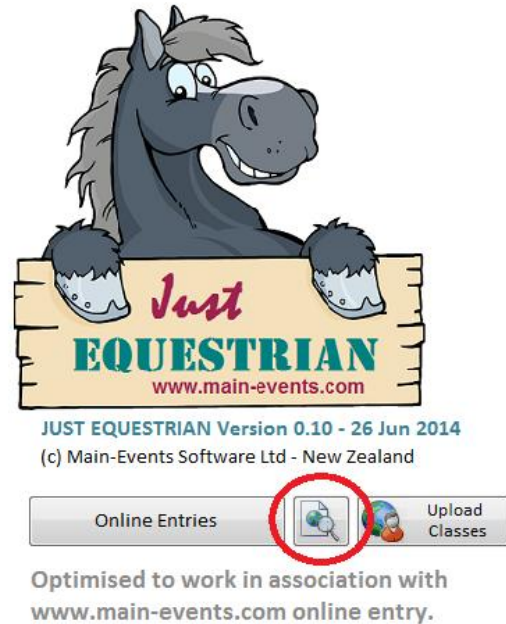 Just
EQUESTRIAN
www.main-events.com
JUST EQUESTRIAN Version 0.10 - 26 Jun 2014
(c) Main-Events Software Ltd - New Zealand
Online Entries
Upload
Classes
Optimised to work in association with
www.main-events.com online entry.